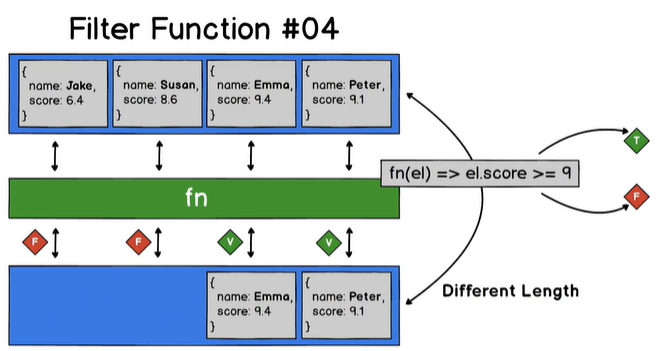 Filter Function #04
{
name: Jake,
score: 6.4
}
{
name: Susan,
score: 8.6
}
{
name: Emma,
score: 9.4
}
{
name: Peter,
score: 9.1
}
fn(el) => el.score >= 9
T
F
fn
F
F
V
V
{
name: Emma,
score: 9.4
}
{
name: Peter,
score: 9.1
}
Different Length